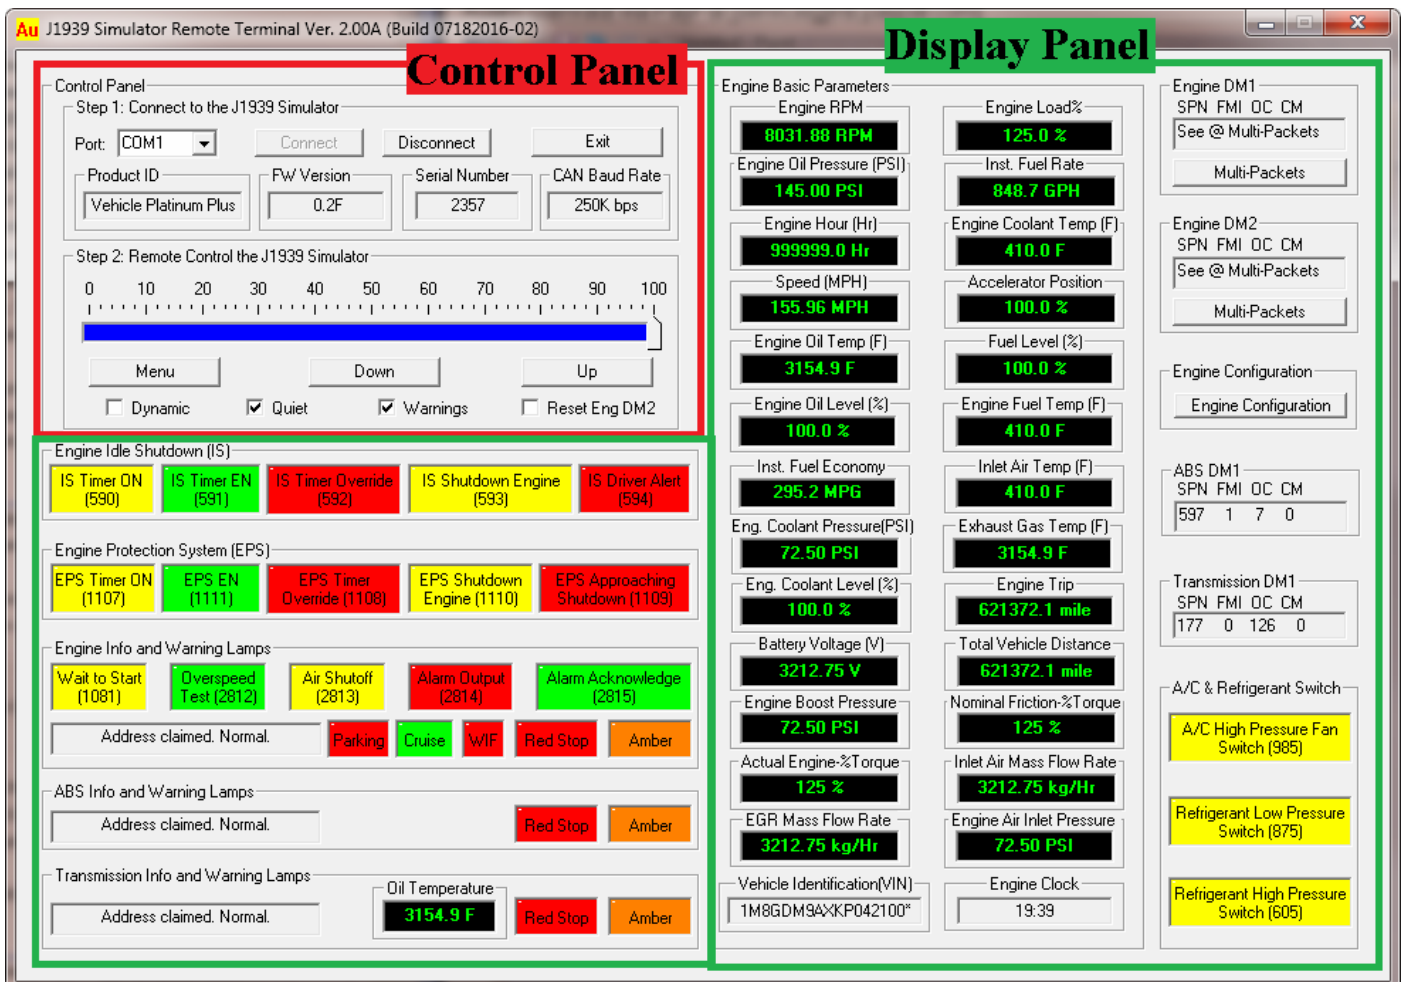 Au J1939 Simulator Remote Terminal Ver. 2.00A (Build 07182016-02)
Control Panel
Display Panel
Control Panel
Step 1: Connect to the J1939 Simulator
Port: COM1 Connect Disconnect Exit
Product ID FW Version Serial Number CAN Baud Rate
Vehicle Platinum Plus 0.2F 2357 250K bps
Step 2: Remote Control the J1939 Simulator
0 10 20 30 40 50 60 70 80 90 100
Menu Down Up
Dynamic Quiet Warnings Reset Eng DM2
Engine Idle Shutdown (IS)
IS Timer ON (590)
IS Timer EN (591)
IS Timer Override (592)
IS Shutdown Engine (593)
IS Driver Alert (594)
Engine Protection System (EPS)
EPS Timer ON (1107)
EPS EN (1111)
EPS Timer Override (1108)
EPS Shutdown Engine (1110)
EPS Approaching Shutdown (1109)
Engine Info and Warning Lamps
Wait to Start (1081)
Overspeed Test (2812)
Air Shutoff (2813)
Alarm Output (2814)
Alarm Acknowledge (2815)
Address claimed. Normal. Parking Cruise WIF Red Stop Amber
ABS Info and Warning Lamps
Address claimed. Normal. Red Stop Amber
Transmission Info and Warning Lamps
Oil Temperature
Address claimed. Normal. 3154.9 F Red Stop Amber
Engine Basic Parameters
Engine RPM Engine Load%
8031.88 RPM 125.0 %
Engine Oil Pressure (PSI) Inst. Fuel Rate
145.00 PSI 848.7 GPH
Engine Hour (Hr) Engine Coolant Temp (F)
999999.0 Hr 410.0 F
Speed (MPH) Accelerator Position
155.96 MPH 100.0 %
Engine Oil Temp (F) Fuel Level (%)
3154.9 F 100.0 %
Engine Oil Level (%) Engine Fuel Temp (F)
100.0 % 410.0 F
Inst. Fuel Economy Inlet Air Temp (F)
295.2 MPG 410.0 F
Eng. Coolant Pressure(PSI) Exhaust Gas Temp (F)
72.50 PSI 3154.9 F
Eng. Coolant Level (%) Engine Trip
100.0 % 621372.1 mile
Battery Voltage (V) Total Vehicle Distance
3212.75 V 621372.1 mile
Engine Boost Pressure Nominal Friction-%Torque
72.50 PSI 125 %
Actual Engine-%Torque Inlet Air Mass Flow Rate
125 % 3212.75 kg/Hr
EGR Mass Flow Rate Engine Air Inlet Pressure
3212.75 kg/Hr 72.50 PSI
Vehicle Identification(VIN) Engine Clock
1M8GDM9AXKP042100* 19:39
Engine DM1
SPN FMI OC CM
See @ Multi-Packets
Multi-Packets
Engine DM2
SPN FMI OC CM
See @ Multi-Packets
Multi-Packets
Engine Configuration
Engine Configuration
ABS DM1
SPN FMI OC CM
597 1 7 0
Transmission DM1
SPN FMI OC CM
177 0 126 0
A/C & Refrigerant Switch
A/C High Pressure Fan
Switch (985)
Refrigerant Low Pressure
Switch (875)
Refrigerant High Pressure
Switch (605)